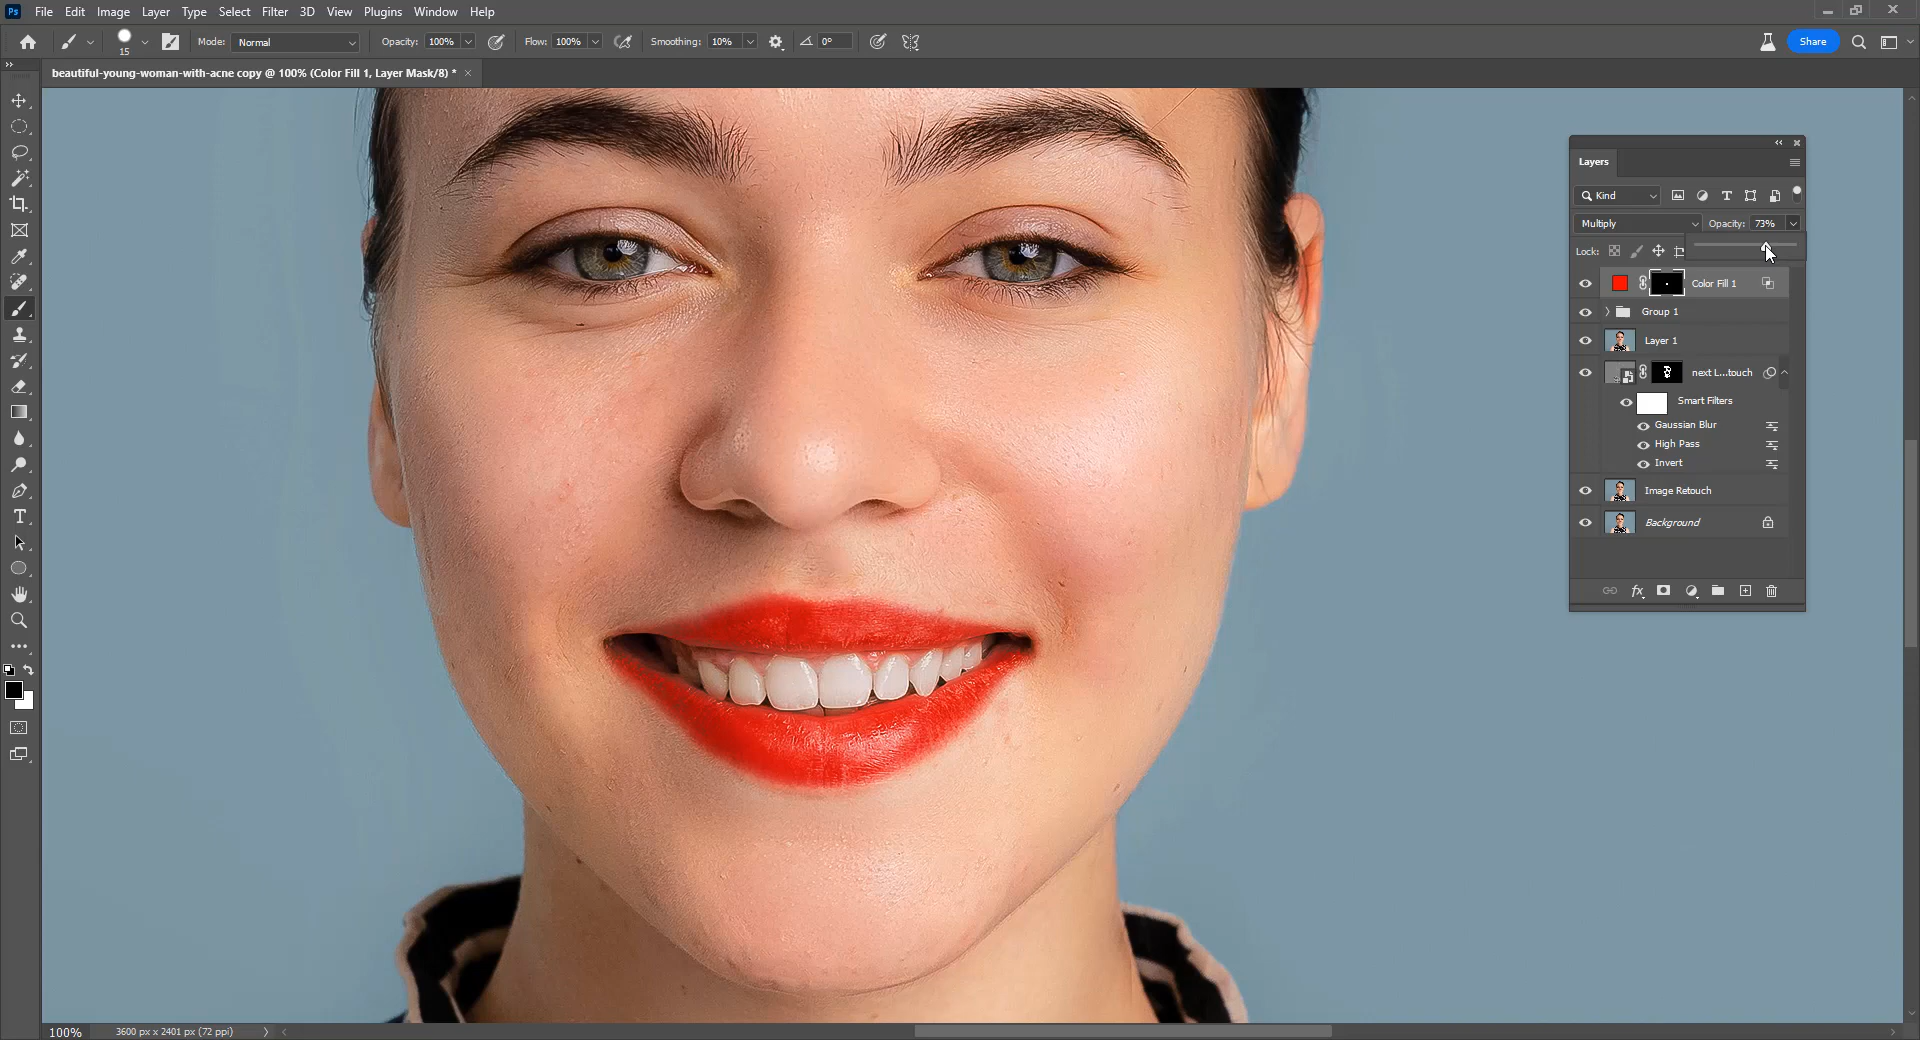 Ps File Edit Image Layer Type Select Filter 3D View Plugins Window Help
15 Mode: Normal Opacity: 100% Flow: 100% Smoothing: 10% 0° Share
beautiful-young-woman-with-acne copy @ 100% (Color Fill 1, Layer Mask/8) *
Layers
Kind
Multiply Opacity: 73%
Lock:
Color Fill 1
Group 1
Layer 1
next L...touch
Smart Filters
Gaussian Blur
High Pass
Invert
Image Retouch
Background
fx
100% 3600 px x 2401 px (72 ppi)